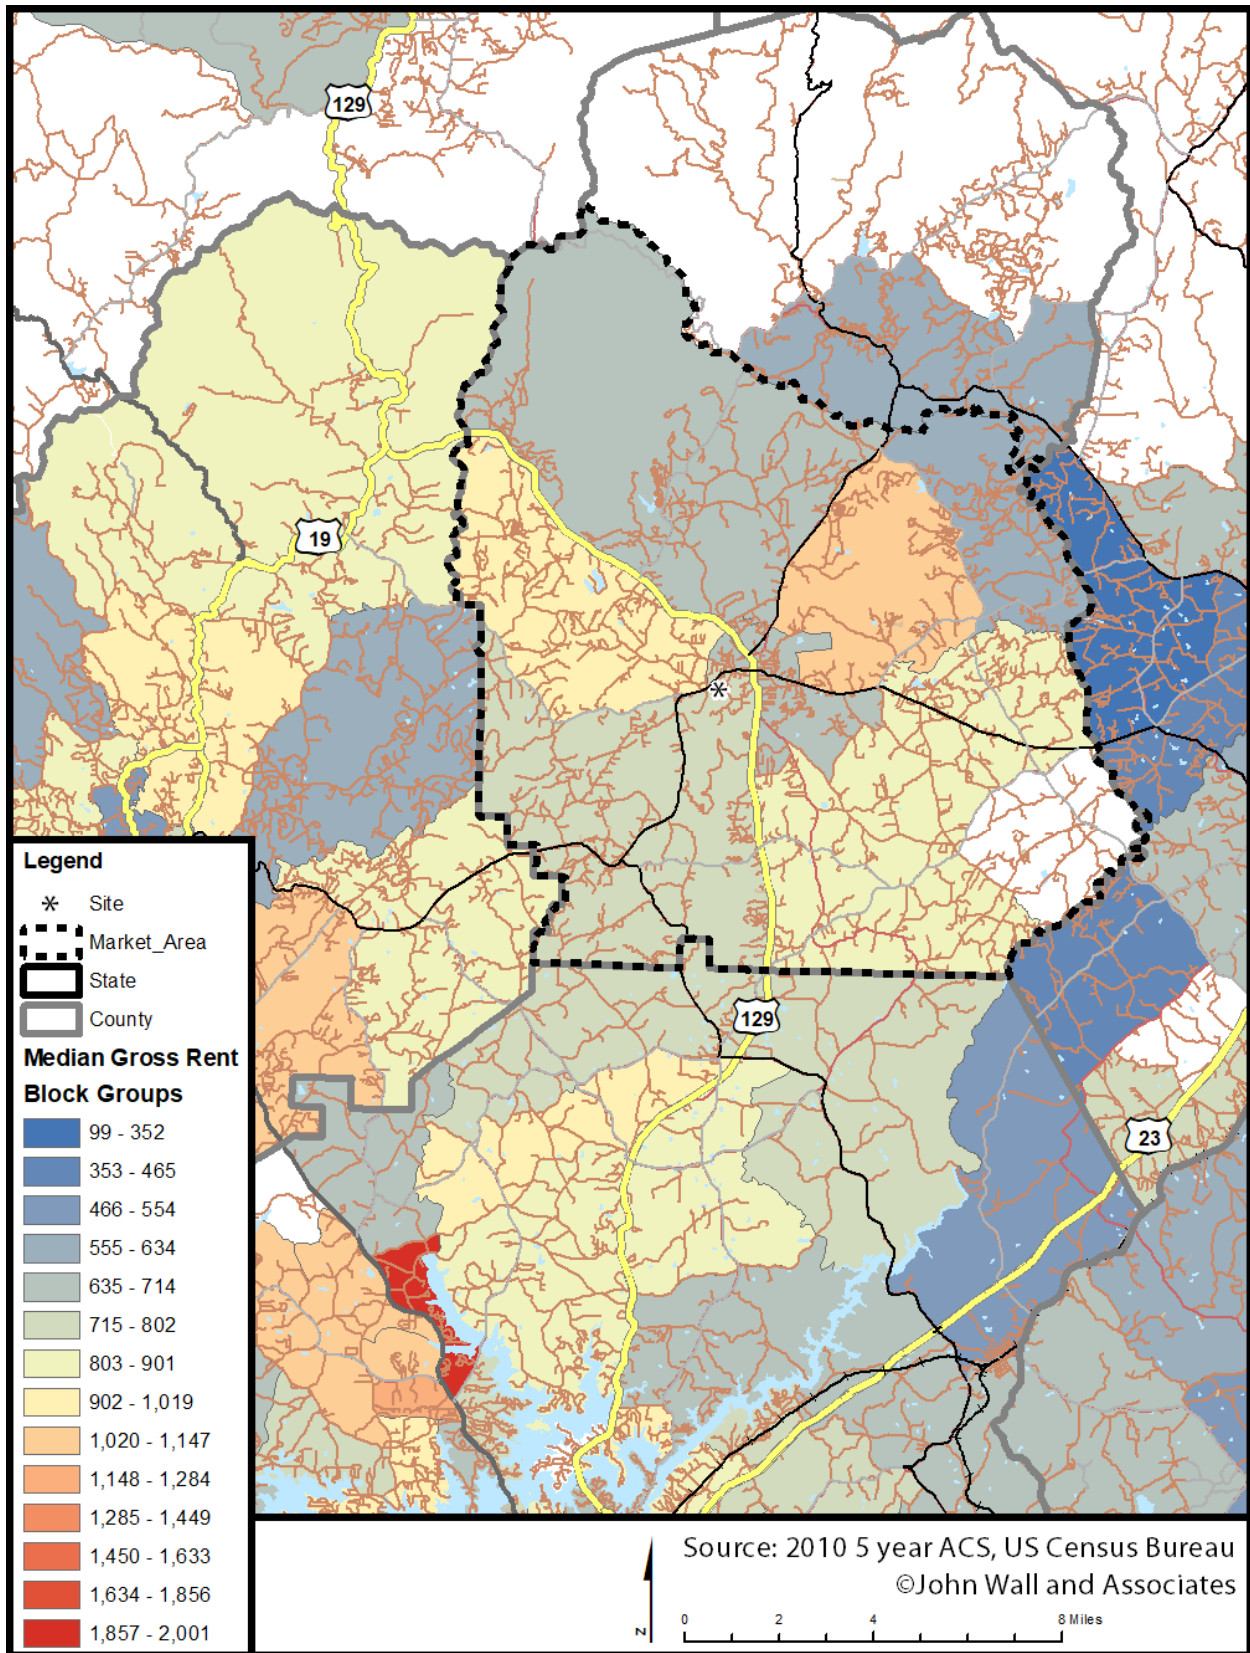 129
19
129
23
Legend
Site
Market_Area
State
County
Median Gross Rent
Block Groups
99 - 352
353 - 465
466 - 554
555 - 634
635 - 714
715 - 802
803 - 901
902 - 1,019
1,020 - 1,147
1,148 - 1,284
1,285 - 1,449
1,450 - 1,633
1,634 - 1,856
1,857 - 2,001
Source: 2010 5 year ACS, US Census Bureau
©John Wall and Associates
N
0 2 4 8 Miles